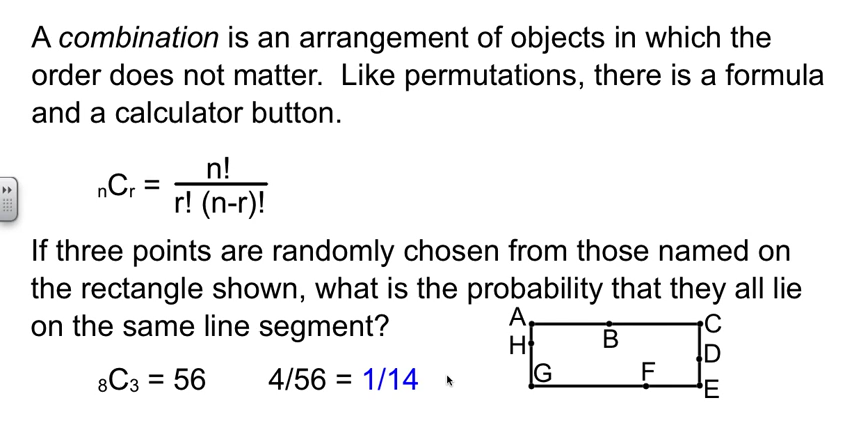 A combination is an arrangement of objects in which the
order does not matter. Like permutations, there is a formula
and a calculator button.
nCr = n!
r! (n-r)!
If three points are randomly chosen from those named on
the rectangle shown, what is the probability that they all lie
on the same line segment?
A
B
C
H
D
G
F
E
8C3 = 56 4/56 = 1/14